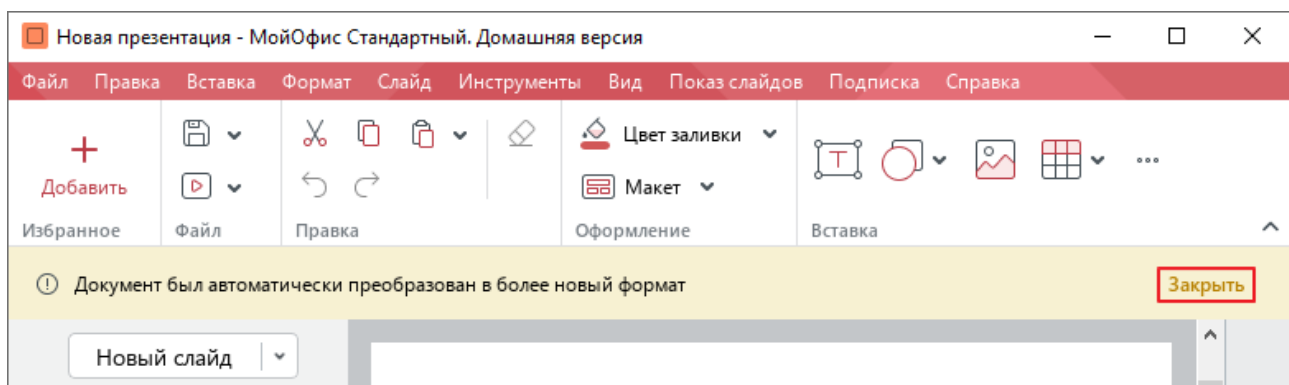 Новая презентация - МойОфис Стандартный. Домашняя версия
Файл Правка Вставка Формат Слайд Инструменты Вид Показ слайдов Подписка Справка
Цвет заливки
Добавить
Макет
Избранное Файл Правка Оформление Вставка
Документ был автоматически преобразован в более новый формат Закрыть
Новый слайд